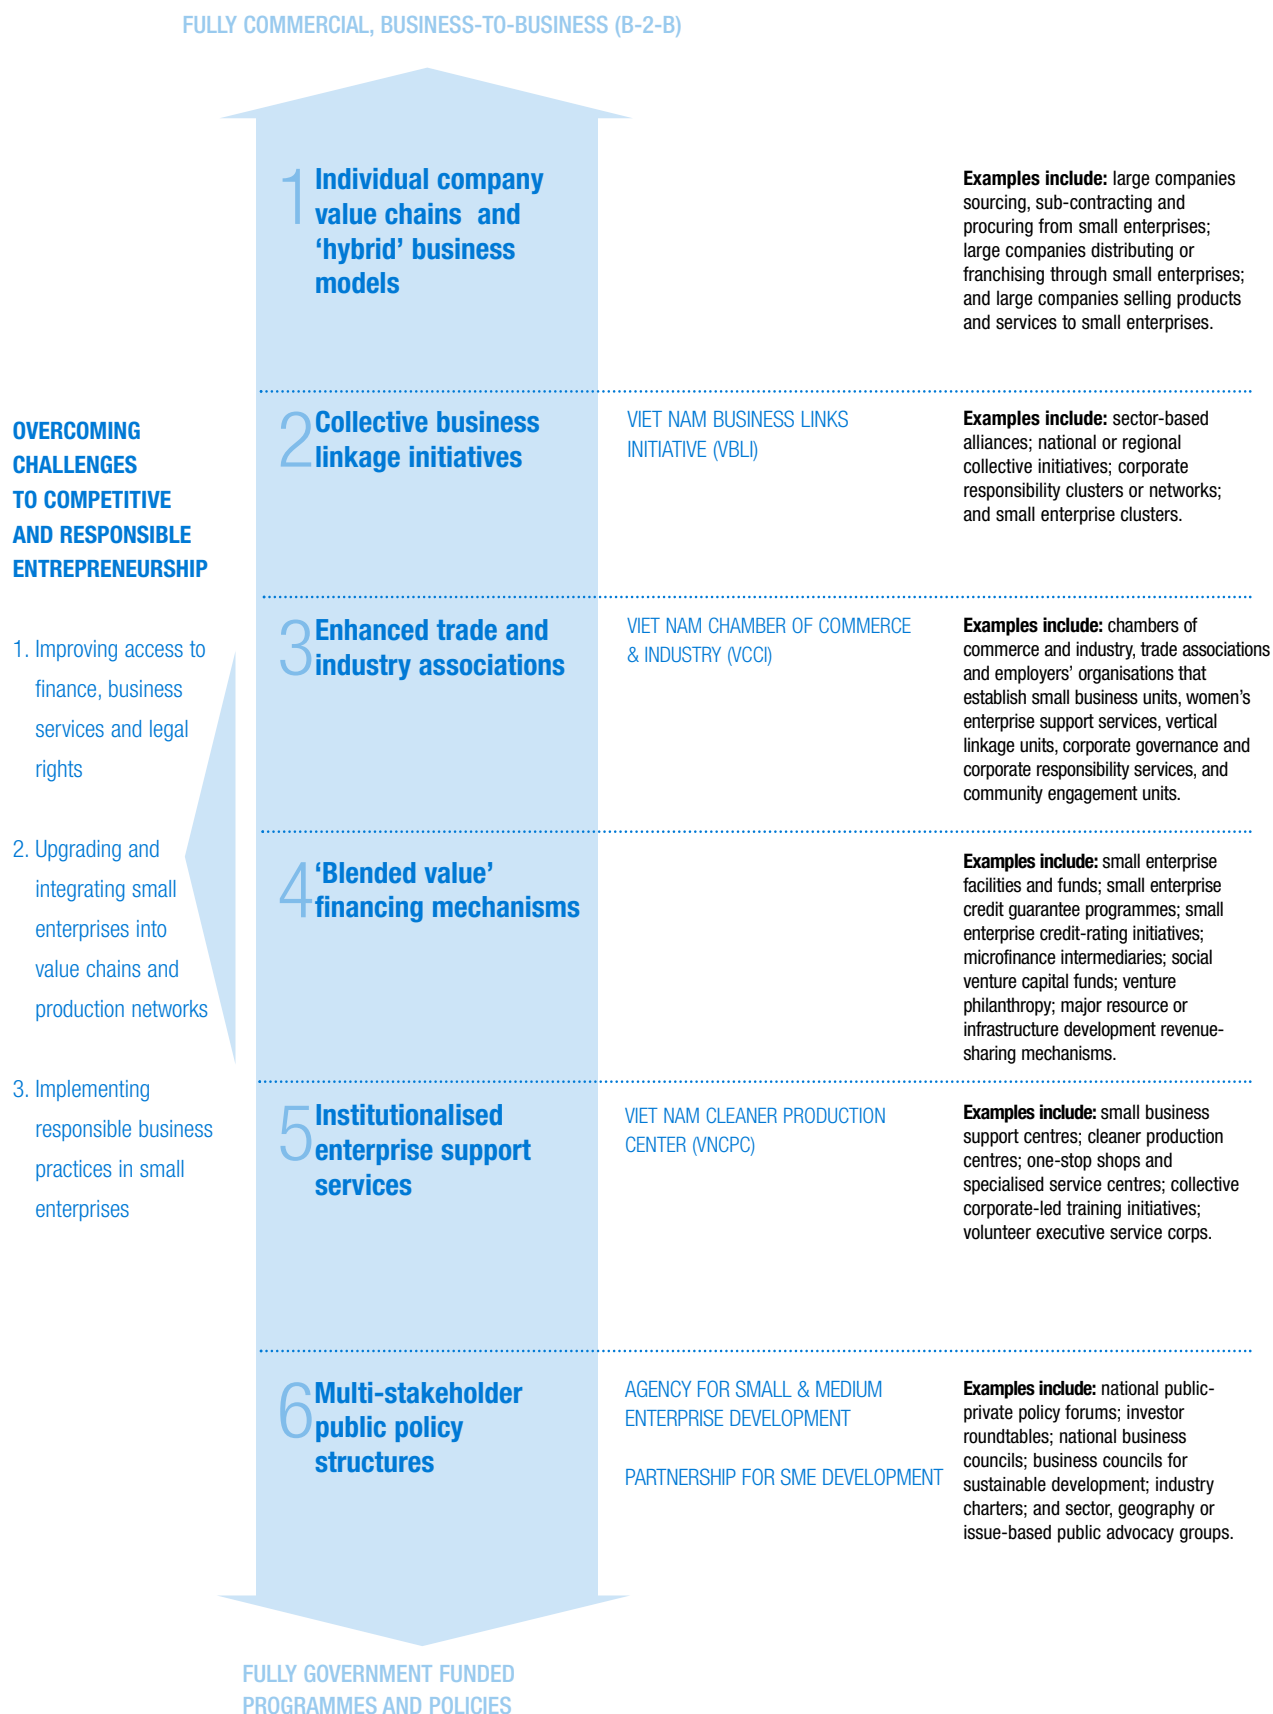 FULLY COMMERCIAL, BUSINESS-TO-BUSINESS (B-2-B)
OVERCOMING
CHALLENGES
TO COMPETITIVE
AND RESPONSIBLE
ENTREPRENEURSHIP
1. Improving access to
finance, business
services and legal
rights
2. Upgrading and
integrating small
enterprises into
value chains and
production networks
3. Implementing
responsible business
practices in small
enterprises
1 Individual company
value chains and
‘hybrid’ business
models
Examples include: large companies
sourcing, sub-contracting and
procuring from small enterprises;
large companies distributing or
franchising through small enterprises;
and large companies selling products
and services to small enterprises.
2 Collective business
linkage initiatives
VIET NAM BUSINESS LINKS
INITIATIVE (VBLI)
Examples include: sector-based
alliances; national or regional
collective initiatives; corporate
responsibility clusters or networks;
and small enterprise clusters.
3 Enhanced trade and
industry associations
VIET NAM CHAMBER OF COMMERCE
& INDUSTRY (VCCI)
Examples include: chambers of
commerce and industry, trade associations
and employers’ organisations that
establish small business units, women’s
enterprise support services, vertical
linkage units, corporate governance and
corporate responsibility services, and
community engagement units.
4 ‘Blended value’
financing mechanisms
Examples include: small enterprise
facilities and funds; small enterprise
credit guarantee programmes; small
enterprise credit-rating initiatives;
microfinance intermediaries; social
venture capital funds; venture
philanthropy; major resource or
infrastructure development revenue-
sharing mechanisms.
5 Institutionalised
enterprise support
services
VIET NAM CLEANER PRODUCTION
CENTER (VNCPC)
Examples include: small business
support centres; cleaner production
centres; one-stop shops and
specialised service centres; collective
corporate-led training initiatives;
volunteer executive service corps.
6 Multi-stakeholder
public policy
structures
AGENCY FOR SMALL & MEDIUM
ENTERPRISE DEVELOPMENT
PARTNERSHIP FOR SME DEVELOPMENT
Examples include: national public-
private policy forums; investor
roundtables; national business
councils; business councils for
sustainable development; industry
charters; and sector, geography or
issue-based public advocacy groups.
FULLY GOVERNMENT FUNDED
PROGRAMMES AND POLICIES